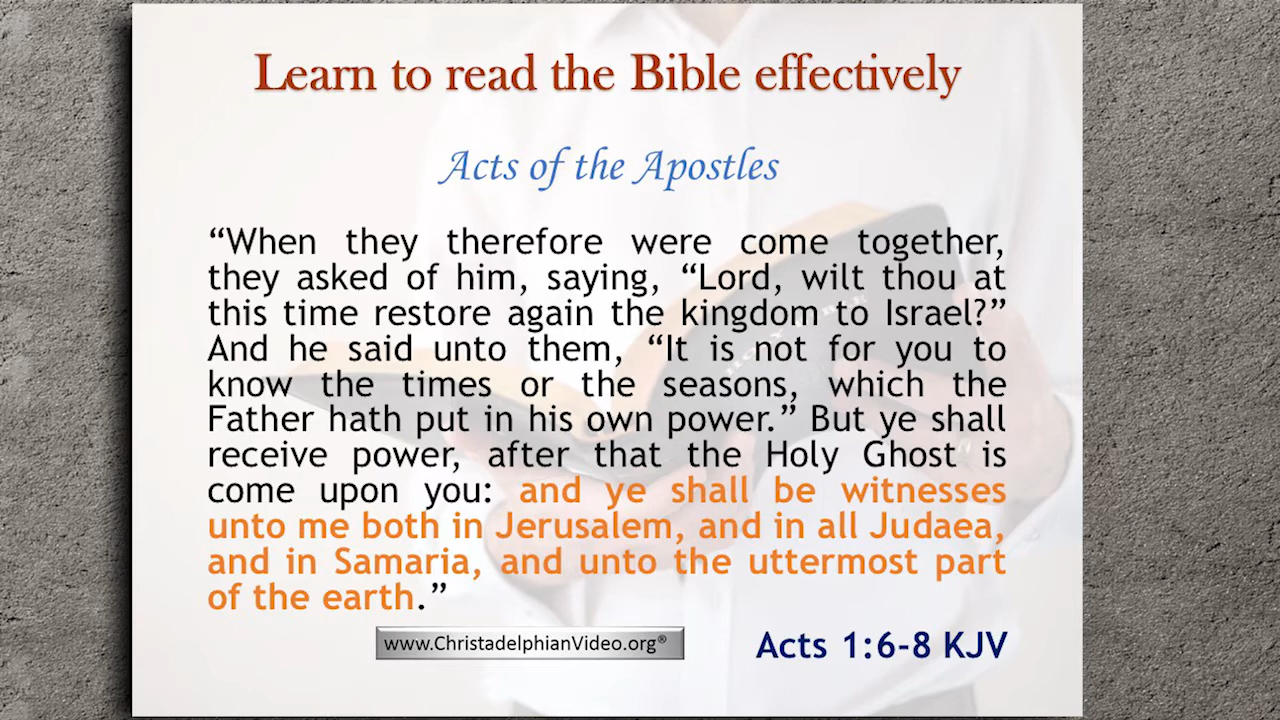 Learn to read the Bible effectively
Acts of the Apostles
“When they therefore were come together,
they asked of him, saying, “Lord, wilt thou at
this time restore again the kingdom to Israel?”
And he said unto them, “It is not for you to
know the times or the seasons, which the
Father hath put in his own power.” But ye shall
receive power, after that the Holy Ghost is
come upon you: and ye shall be witnesses
unto me both in Jerusalem, and in all Judaea,
and in Samaria, and unto the uttermost part
of the earth.”
www.ChristadelphianVideo.org®
Acts 1:6-8 KJV